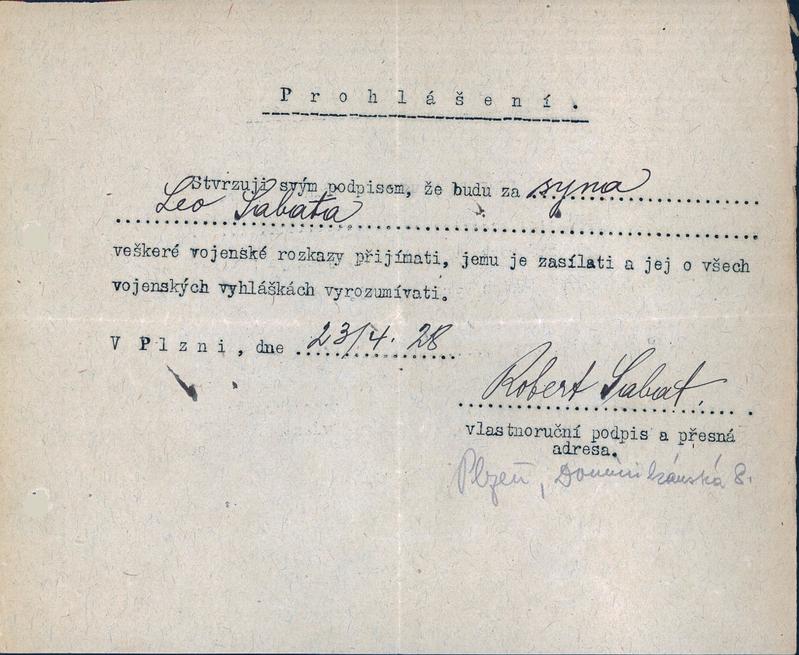 Prohlášení.
Stvrzuji svým podpisem, že budu za syna
Leo Sabata
veškeré vojenské rozkazy přijímati, jemu je zasílati a jej o všech
vojenských vyhláškách vyrozumívati.
V Plzni, dne 23/4. 28
Robert Sabat.
vlastnoruční podpis a přesná
adresa.
Plzeň, Dominikánská 8.